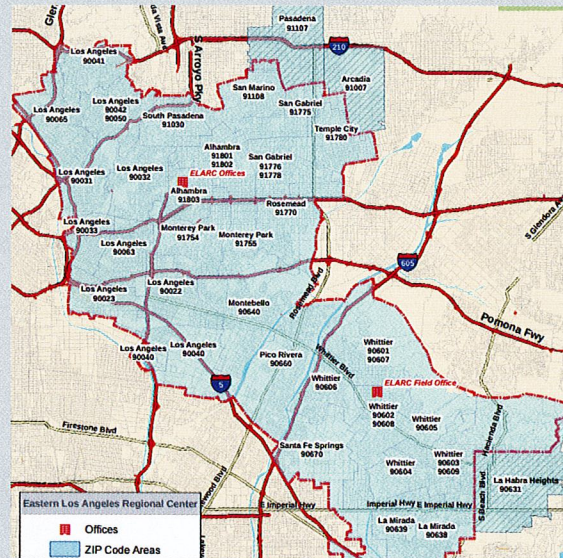 Pasadena
91107
210
S Arroyo Pky
Los Angeles
90041
Arcadia
91007
San Marino
91108
San Gabriel
91775
Los Angeles
90042
90050
Los Angeles
90065
South Pasadena
91030
Temple City
91780
Alhambra
91801
91802
San Gabriel
91776
91778
Los Angeles
90031
Los Angeles
90032
ELARC Offices
Alhambra
91803
Rosemead
91770
Los Angeles
90033
Monterey Park
91754
Monterey Park
91755
S Glendora Ave
Los Angeles
90063
605
Los Angeles
90023
Los Angeles
90022
Rosemead Blvd
Montebello
90640
Pomona Fwy
Los Angeles
90040
Los Angeles
90040
Pico Rivera
90660
Whittier Blvd
Whittier
90601
90607
5
Whittier
90606
ELARC Field Office
Whittier
90602
90608
Whittier
90605
Hacienda Blvd
Firestone Blvd
Santa Fe Springs
90670
Whittier
90604
Whittier
90603
90609
La Habra Heights
90631
S Beach Blvd
E Imperial Hwy
Imperial Hwy
E Imperial Hwy
La Mirada
90639
La Mirada
90638
Eastern Los Angeles Regional Center
Offices
ZIP Code Areas